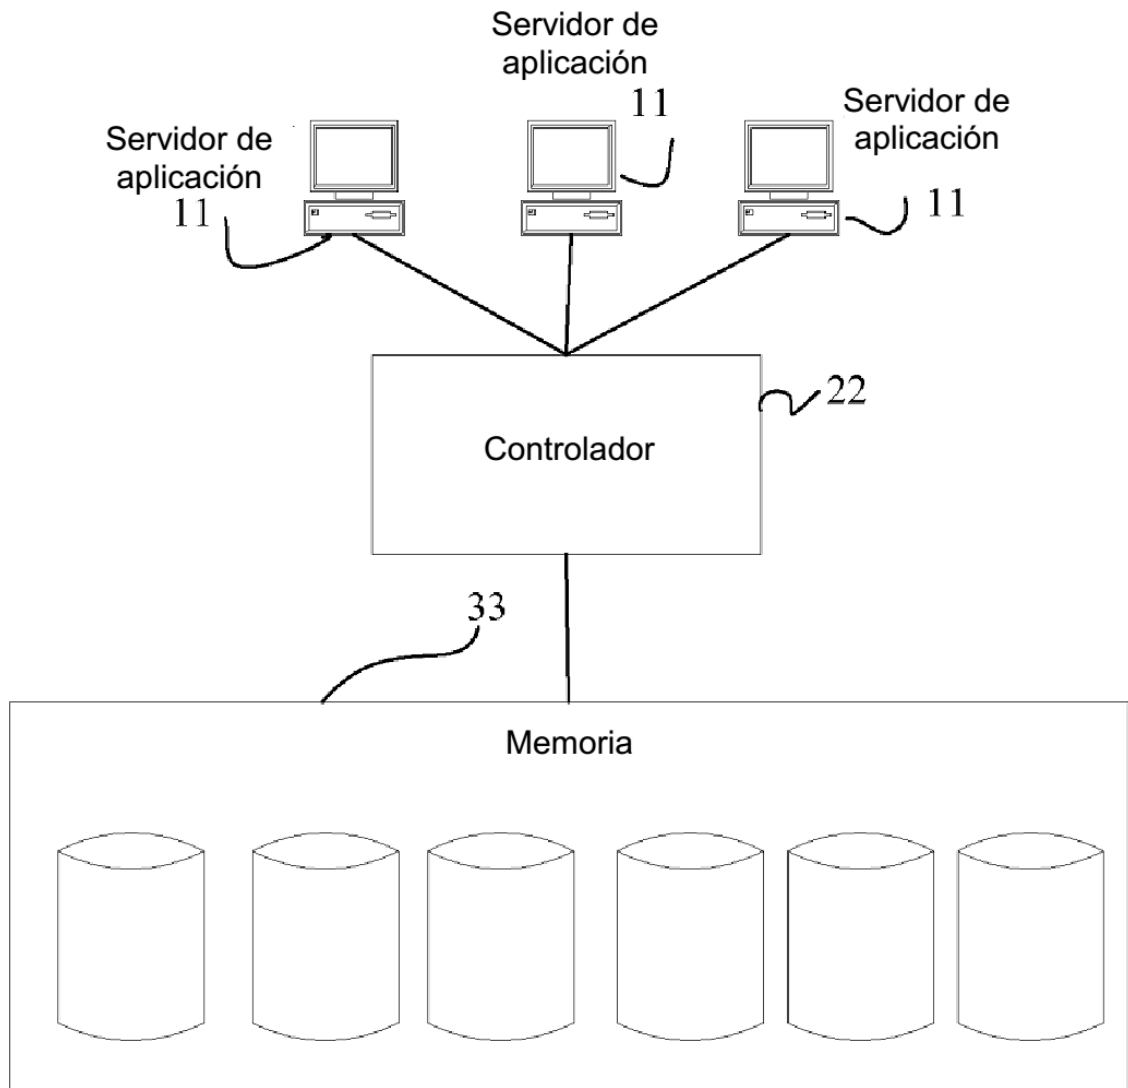 Servidor de
aplicación
11
Servidor de
aplicación
11
Servidor de
aplicación
11
Controlador
22
33
Memoria